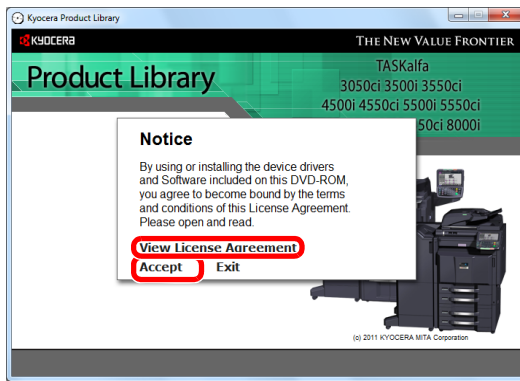 Kyocera Product Library
KYOCERA
THE NEW VALUE FRONTIER
Product Library
TASKalfa
3050ci 3500i 3550ci
4500i 4550ci 5500i 5550ci
50ci 8000i
Notice
By using or installing the device drivers
and Software included on this DVD-ROM,
you agree to become bound by the terms
and conditions of this License Agreement.
Please open and read.
View License Agreement
Accept Exit
(c) 2011 KYOCERA MITA Corporation